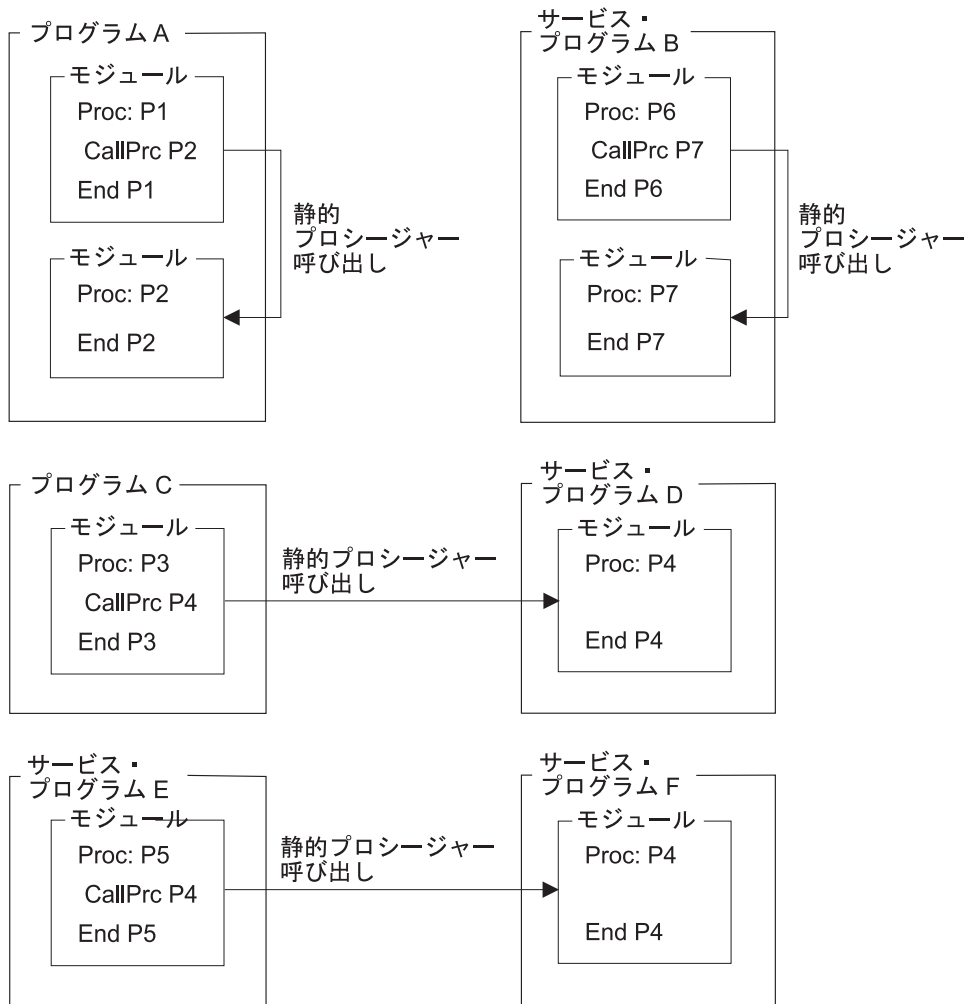 プログラム A
モジュール
Proc: P1
CallPrc P2
End P1
モジュール
Proc: P2
End P2
静的
プロシージャー
呼び出し
サービス・
プログラム B
モジュール
Proc: P6
CallPrc P7
End P6
モジュール
Proc: P7
End P7
静的
プロシージャー
呼び出し
プログラム C
モジュール
Proc: P3
CallPrc P4
End P3
静的プロシージャー
呼び出し
サービス・
プログラム D
モジュール
Proc: P4
End P4
サービス・
プログラム E
モジュール
Proc: P5
CallPrc P4
End P5
静的プロシージャー
呼び出し
サービス・
プログラム F
モジュール
Proc: P4
End P4